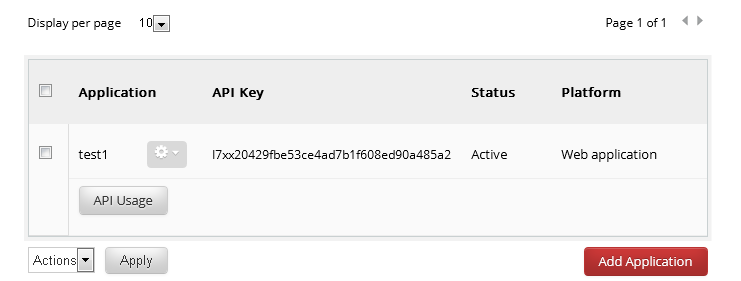 Display per page 10 Page 1 of 1
Application API Key Status Platform
test1 l7xx20429fbe53ce4ad7b1f608ed90a485a2 Active Web application
API Usage
Actions Apply Add Application